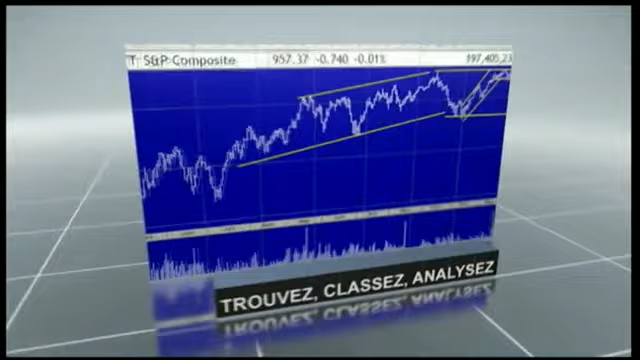 T. S&P Composite 957.37 -0.740 -0.01% 197,405,23
TROUVEZ, CLASSEZ, ANALYSEZ